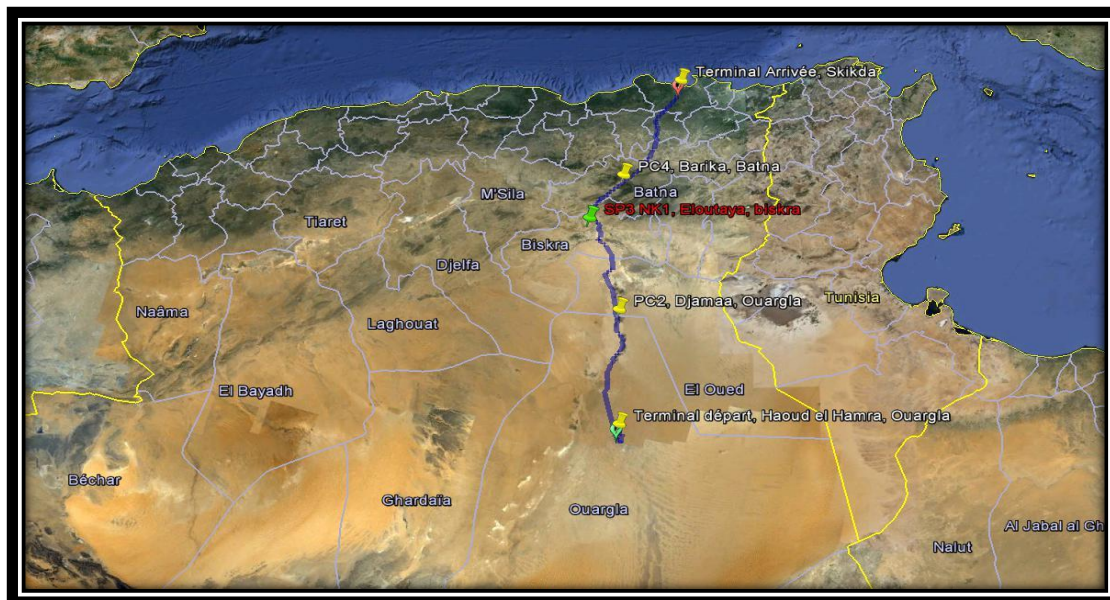 Terminal Arrivée, Skikda
PC4, Barika, Batna
M'Sila
Batna
SP3 NK1, Eloutaya, biskra
Tiaret
Biskra
Djelfa
PC2, Djamaa, Ouargla
Tunisia
Naâma
Laghouat
El Bayadh
El Oued
Terminal départ, Haoud el Hamra, Ouargla
Béchar
Ghardaïa
Ouargla
Al Jabal al Gh
Nalut